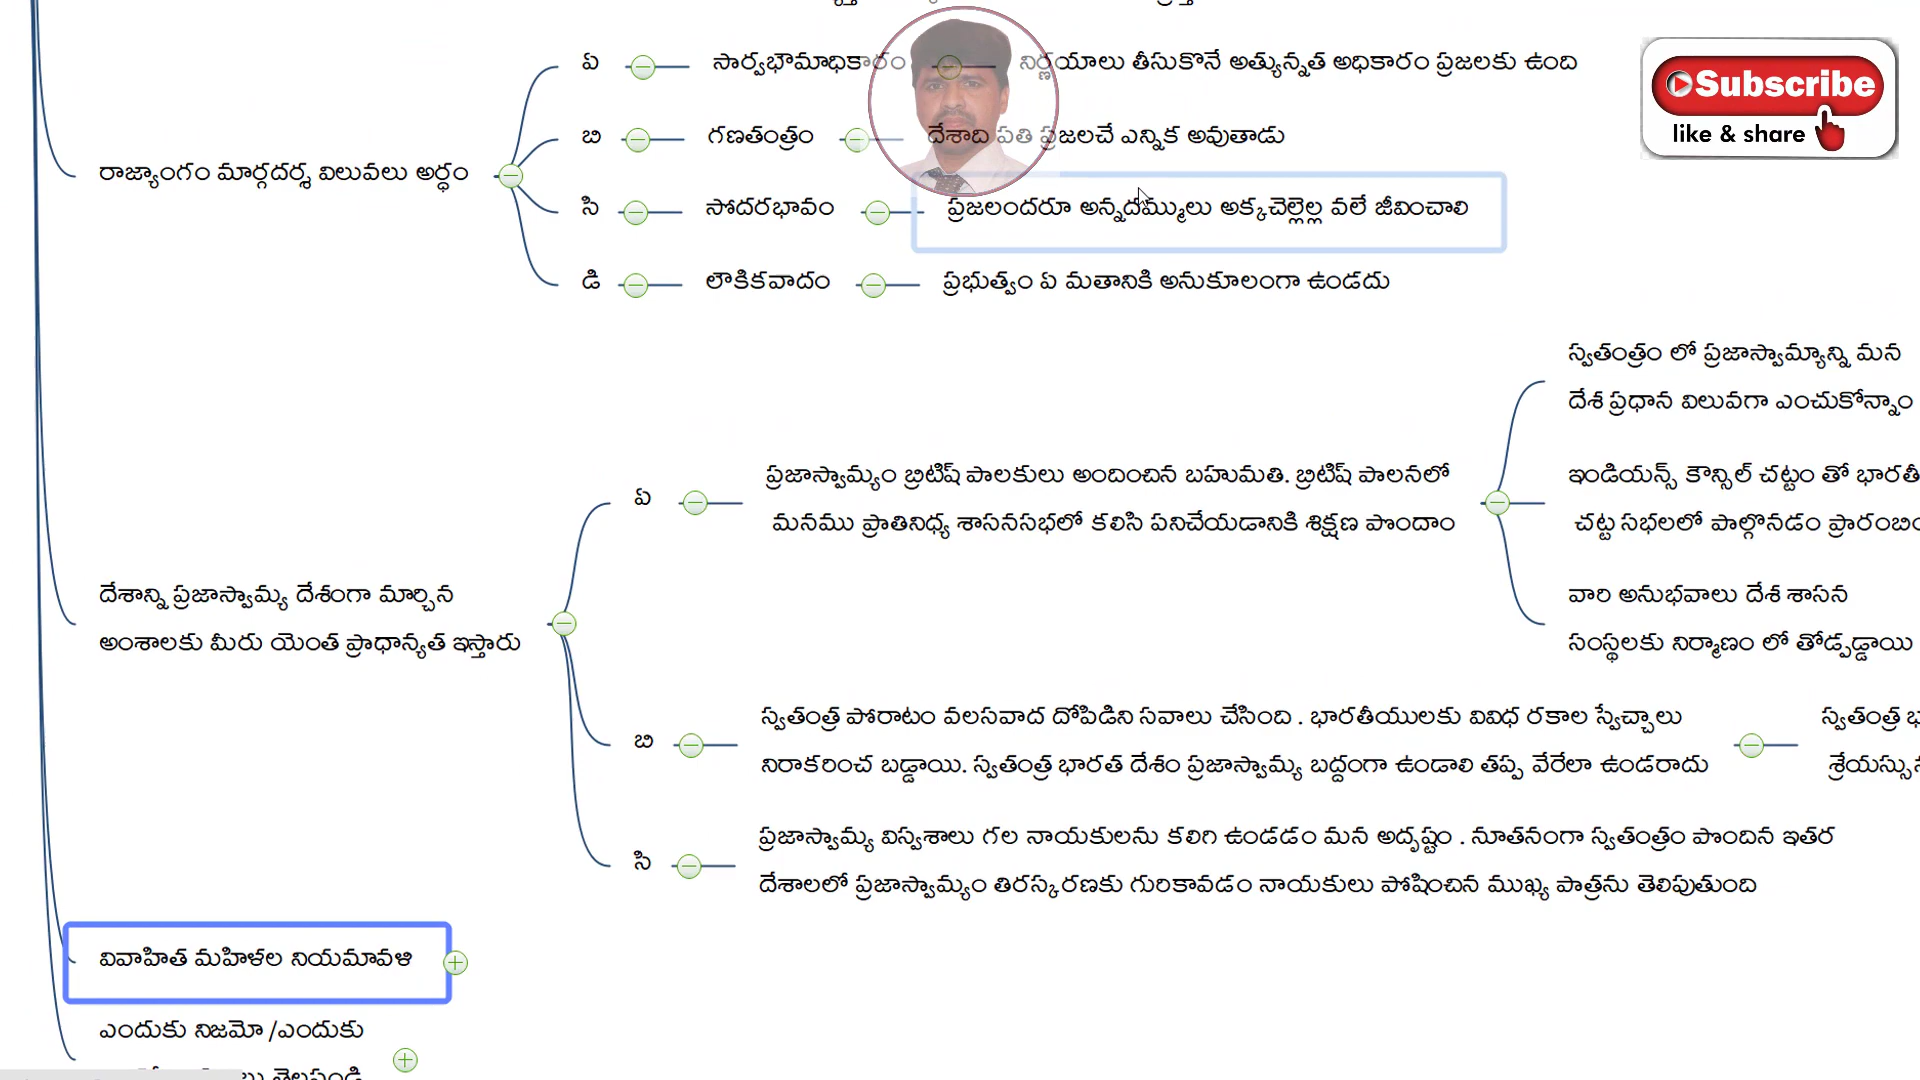 ఏ
సార్వభౌమాధికారం
నిర్ణయాలు తీసుకొనే అత్యున్నత అధికారం ప్రజలకు ఉంది
Subscribe
like & share
బి
గణతంత్రం
దేశాది పతి ప్రజలచే ఎన్నిక అవుతాడు
రాజ్యాంగం మార్గదర్శ విలువలు అర్ధం
సి
సోదరభావం
ప్రజలందరూ అన్నదమ్ములు అక్కచెల్లెల్ల వలే జీవించాలి
డి
లౌకికవాదం
ప్రభుత్వం ఏ మతానికి అనుకూలంగా ఉండదు
దేశాన్ని ప్రజాస్వామ్య దేశంగా మార్చిన
అంశాలకు మీరు యెంత ప్రాధాన్యత ఇస్తారు
ఏ
ప్రజాస్వామ్యం బ్రిటిష్ పాలకులు అందించిన బహుమతి. బ్రిటిష్ పాలనలో
మనము ప్రాతినిధ్య శాసనసభలో కలిసి పనిచేయడానికి శిక్షణ పొందాం
స్వతంత్రం లో ప్రజాస్వామ్యాన్ని మన
దేశ ప్రధాన విలువగా ఎంచుకోన్నాం
ఇండియన్స్ కౌన్సిల్ చట్టం తో
చట్ట సభలలో పాల్గొనడం
వారి అనుభవాలు దేశ శాసన
సంస్థలకు నిర్మాణం లో తోడ్పడ్డాయి
బి
స్వతంత్ర పోరాటం వలసవాద దోపిడిని సవాలు చేసింది . భారతీయులకు వివిధ రకాల స్వేచ్చాలు
నిరాకరించ బడ్డాయి. స్వతంత్ర భారత దేశం ప్రజాస్వామ్య బద్దంగా ఉండాలి తప్ప వేరేలా ఉండరాదు
స్వతంత్ర
సి
ప్రజాస్వామ్య విస్వశాలు గల నాయకులను కలిగి ఉండడం మన అదృష్టం . నూతనంగా స్వతంత్రం పొందిన ఇతర
దేశాలలో ప్రజాస్వామ్యం తిరస్కరణకు గురికావడం నాయకులు పోషించిన ముఖ్య పాత్రను తెలిపుతుంది
వివాహిత మహిళల నియమావళి
ఎందుకు నిజమో /ఎందుకు